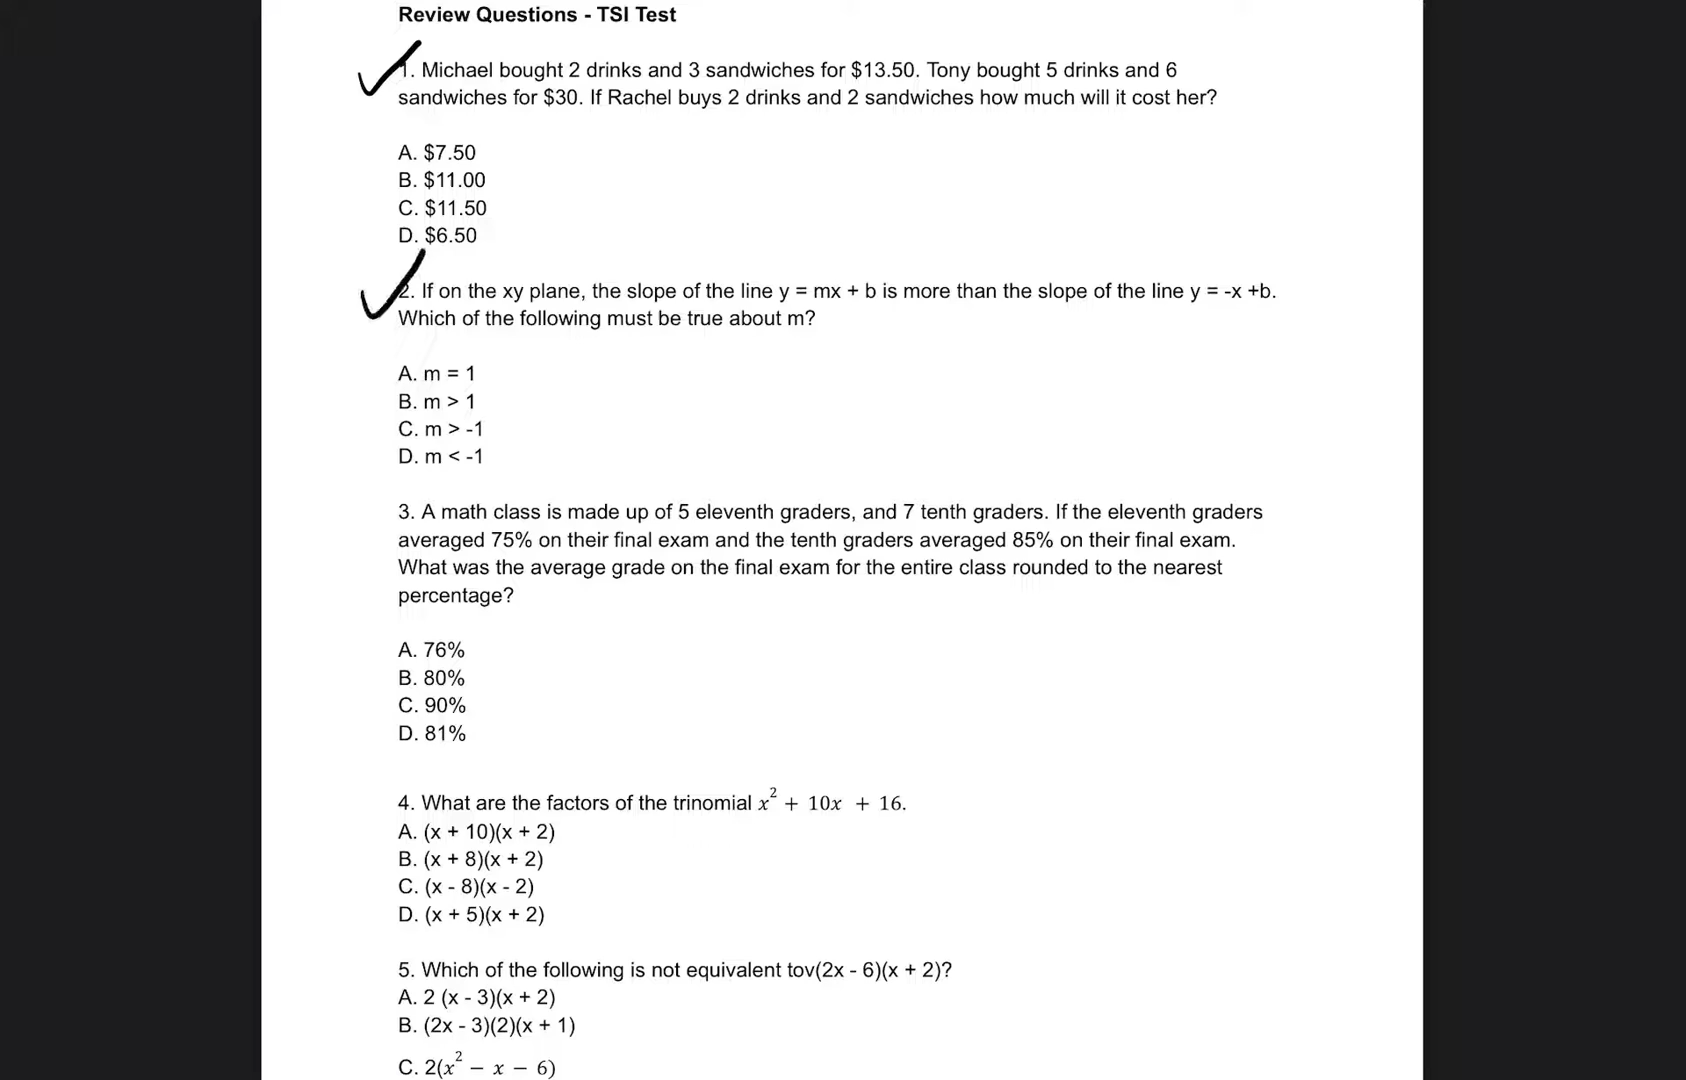 Review Questions - TSI Test
1. Michael bought 2 drinks and 3 sandwiches for $13.50. Tony bought 5 drinks and 6
sandwiches for $30. If Rachel buys 2 drinks and 2 sandwiches how much will it cost her?
A. $7.50
B. $11.00
C. $11.50
D. $6.50
2. If on the xy plane, the slope of the line y = mx + b is more than the slope of the line y = -x +b.
Which of the following must be true about m?
A. m = 1
B. m > 1
C. m > -1
D. m < -1
3. A math class is made up of 5 eleventh graders, and 7 tenth graders. If the eleventh graders
averaged 75% on their final exam and the tenth graders averaged 85% on their final exam.
What was the average grade on the final exam for the entire class rounded to the nearest
percentage?
A. 76%
B. 80%
C. 90%
D. 81%
4. What are the factors of the trinomial x² + 10x + 16.
A. (x + 10)(x + 2)
B. (x + 8)(x + 2)
C. (x - 8)(x - 2)
D. (x + 5)(x + 2)
5. Which of the following is not equivalent tov(2x - 6)(x + 2)?
A. 2 (x - 3)(x + 2)
B. (2x - 3)(2)(x + 1)
C. 2(x² − x − 6)